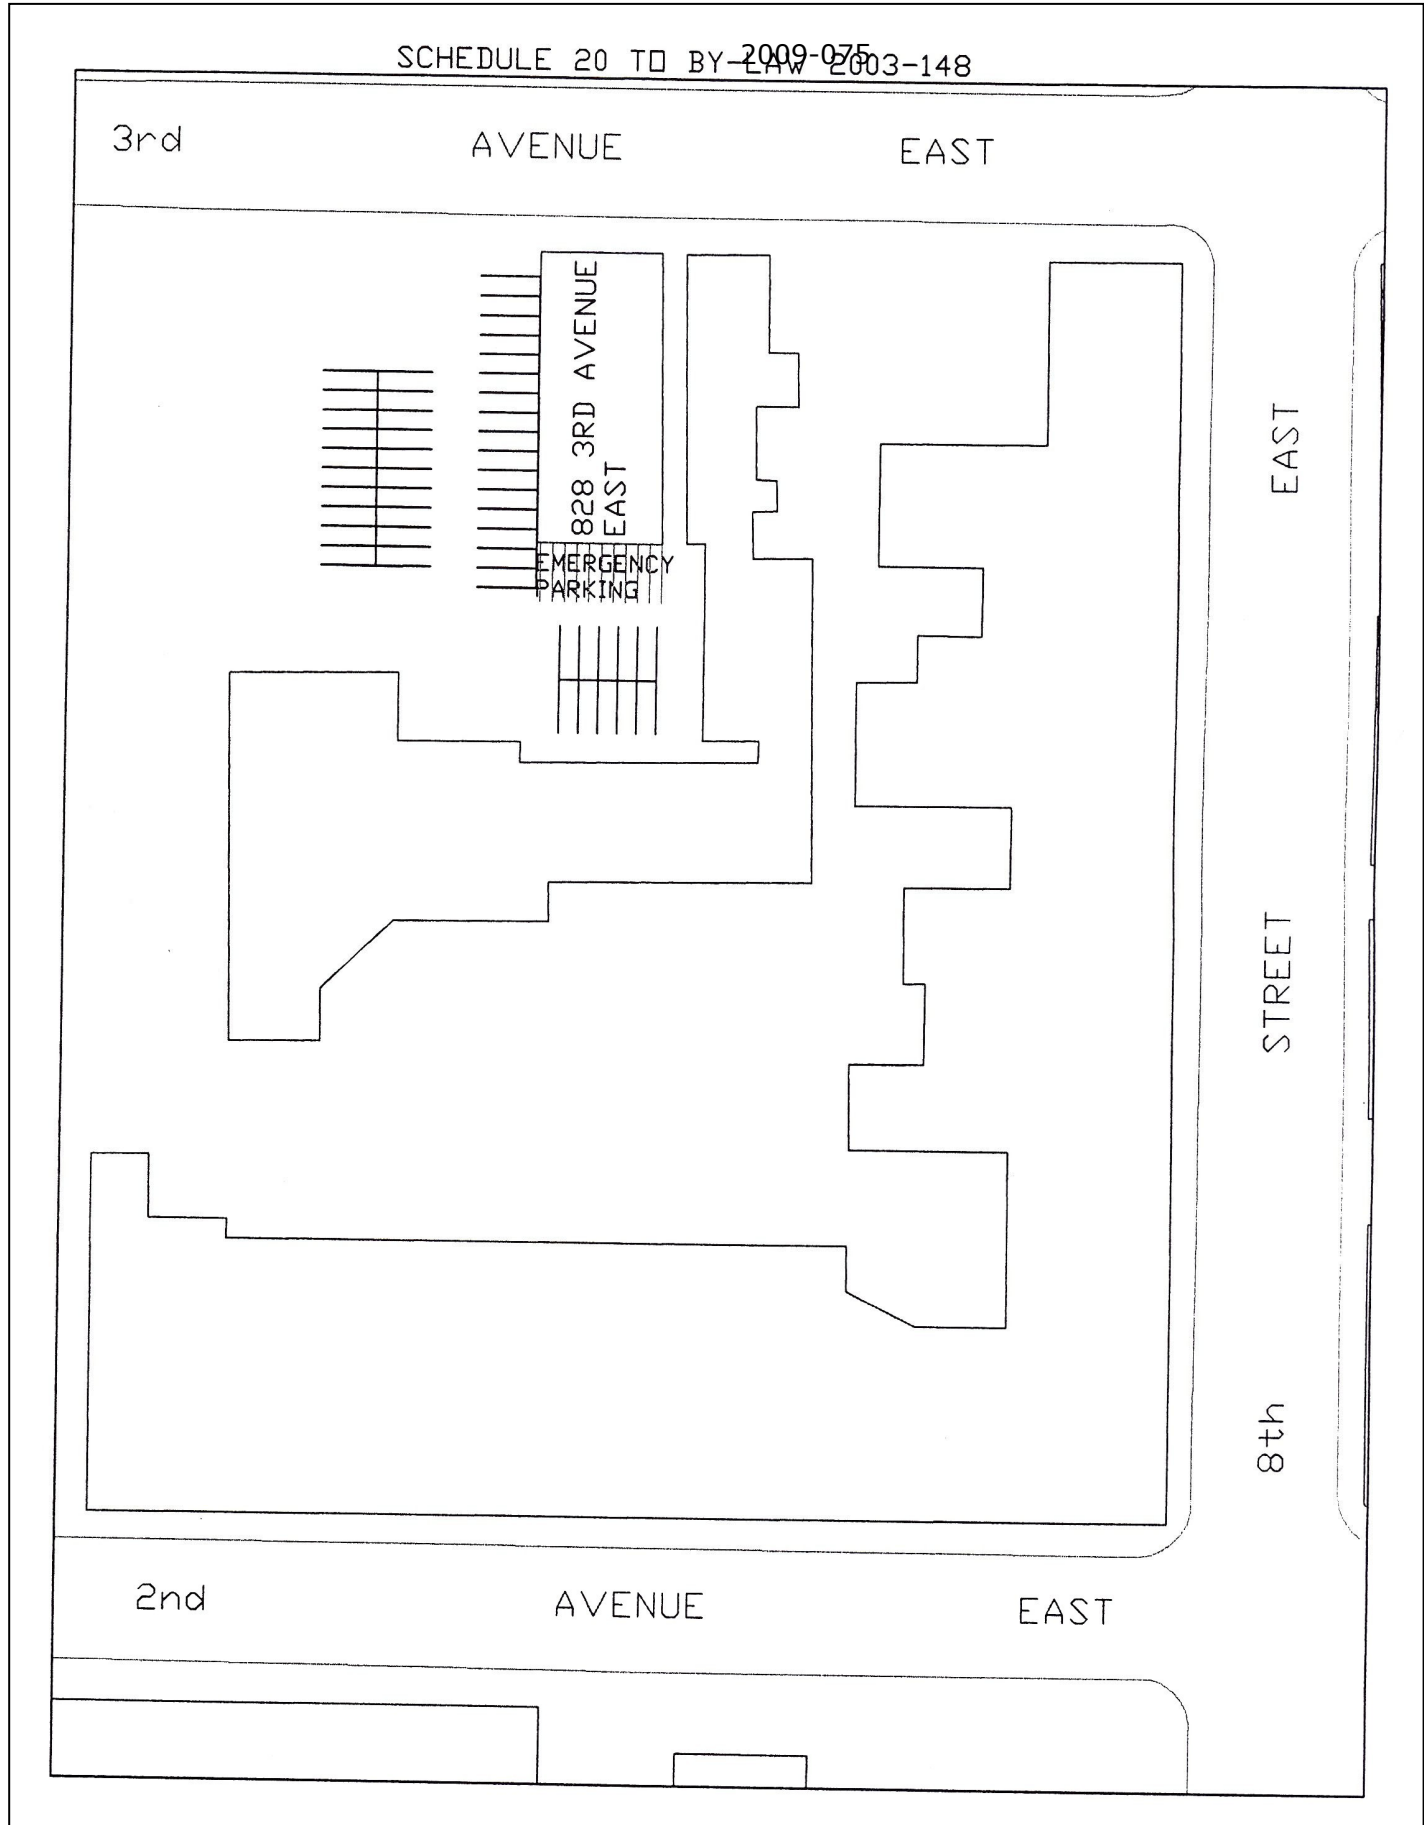 SCHEDULE 20 TO BY-LAW 2003-148
2009-075
3rd AVENUE EAST
828 3RD AVENUE
EAST
EMERGENCY
PARKING
8th STREET EAST
2nd AVENUE EAST